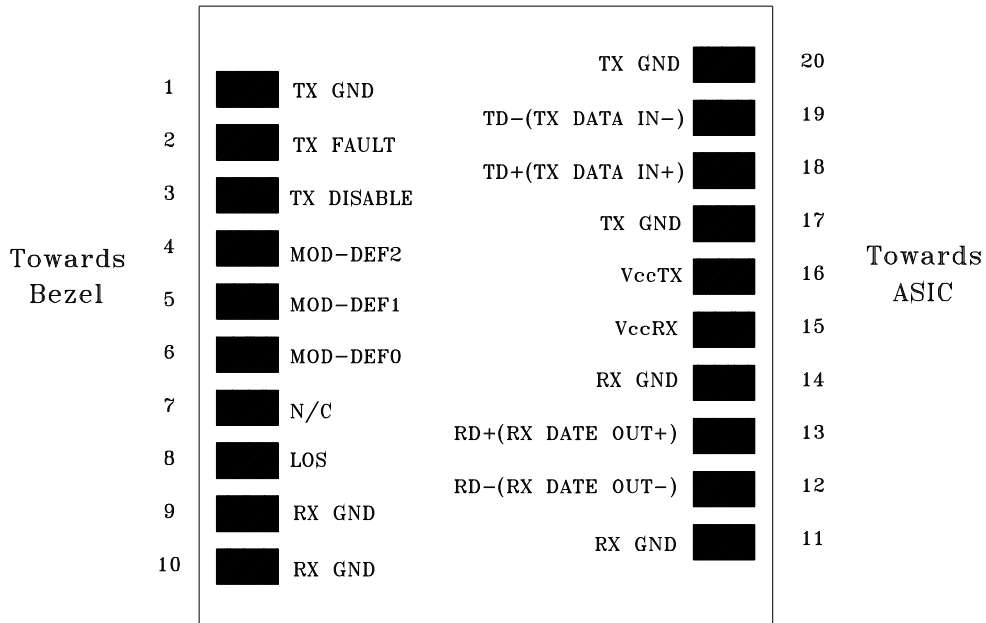 Towards
Bezel
1 TX GND
2 TX FAULT
3 TX DISABLE
4 MOD-DEF2
5 MOD-DEF1
6 MOD-DEF0
7 N/C
8 LOS
9 RX GND
10 RX GND
TX GND 20
TD-(TX DATA IN-) 19
TD+(TX DATA IN+) 18
TX GND 17
VccTX 16
VccRX 15
RX GND 14
RD+(RX DATE OUT+) 13
RD-(RX DATE OUT-) 12
RX GND 11
Towards
ASIC